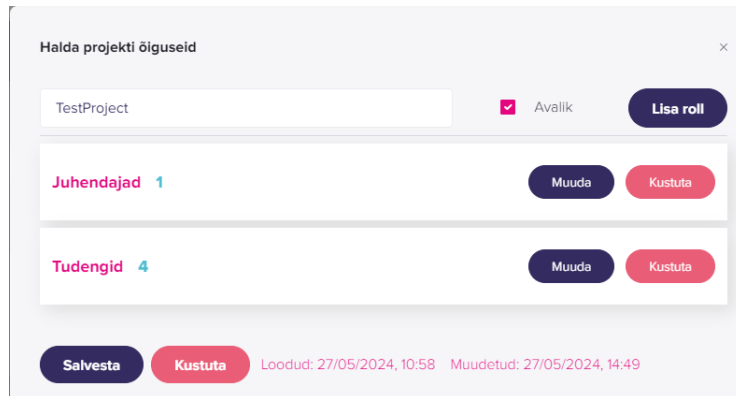 Halda projekti õiguseid ×
TestProject Avalik Lisa roll
Juhendajad 1 Muuda Kustuta
Tudengid 4 Muuda Kustuta
Salvesta Kustuta Loodud: 27/05/2024, 10:58 Muudetud: 27/05/2024, 14:49